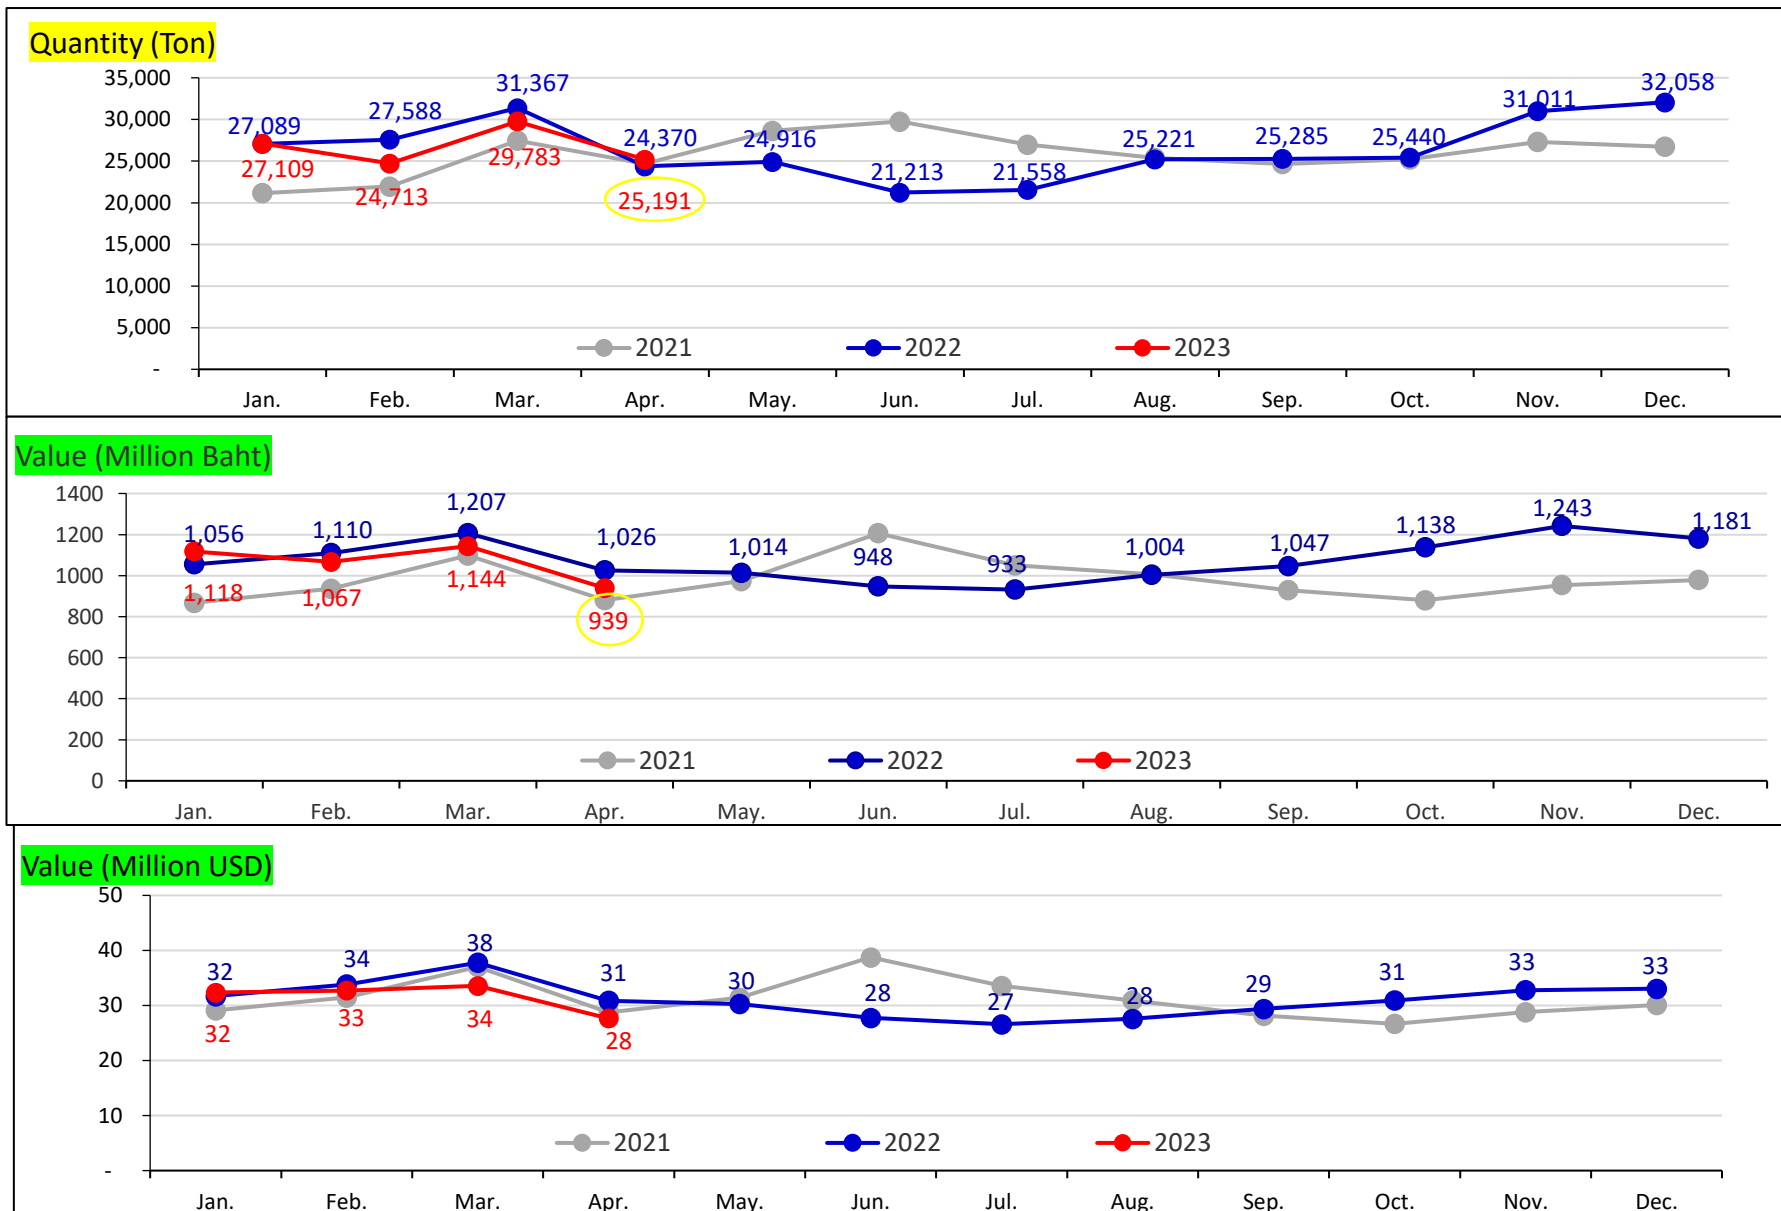 Quantity (Ton)
35,000
30,000
25,000
20,000
15,000
10,000
5,000
-
27,089 27,588 31,367 24,370 24,916 21,213 21,558 25,221 25,285 25,440 31,011 32,058
27,109 24,713 29,783 25,191
2021 2022 2023
Jan. Feb. Mar. Apr. May. Jun. Jul. Aug. Sep. Oct. Nov. Dec.
Value (Million Baht)
1400
1200
1000
800
600
400
200
0
1,056 1,110 1,207 1,026 1,014 948 933 1,004 1,047 1,138 1,243 1,181
1,118 1,067 1,144 939
2021 2022 2023
Jan. Feb. Mar. Apr. May. Jun. Jul. Aug. Sep. Oct. Nov. Dec.
Value (Million USD)
50
40
30
20
10
-
32 34 38 31 30 28 27 28 29 31 33 33
32 33 34 28
2021 2022 2023
Jan. Feb. Mar. Apr. May. Jun. Jul. Aug. Sep. Oct. Nov. Dec.